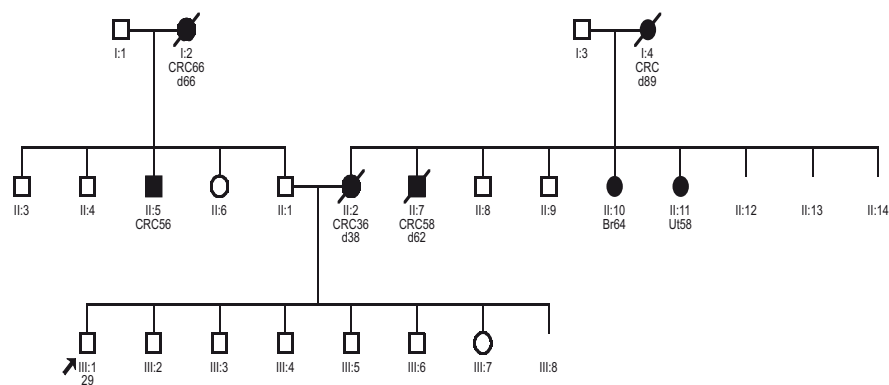 I:1 I:2 I:3 I:4
CRC66 CRC
d66 d89
II:3 II:4 II:5 II:6 II:1 II:2 II:7 II:8 II:9 II:10 II:11 II:12 II:13 II:14
CRC56 CRC36 CRC58 Br64 Ut58
d38 d62
III:1 III:2 III:3 III:4 III:5 III:6 III:7 III:8
29